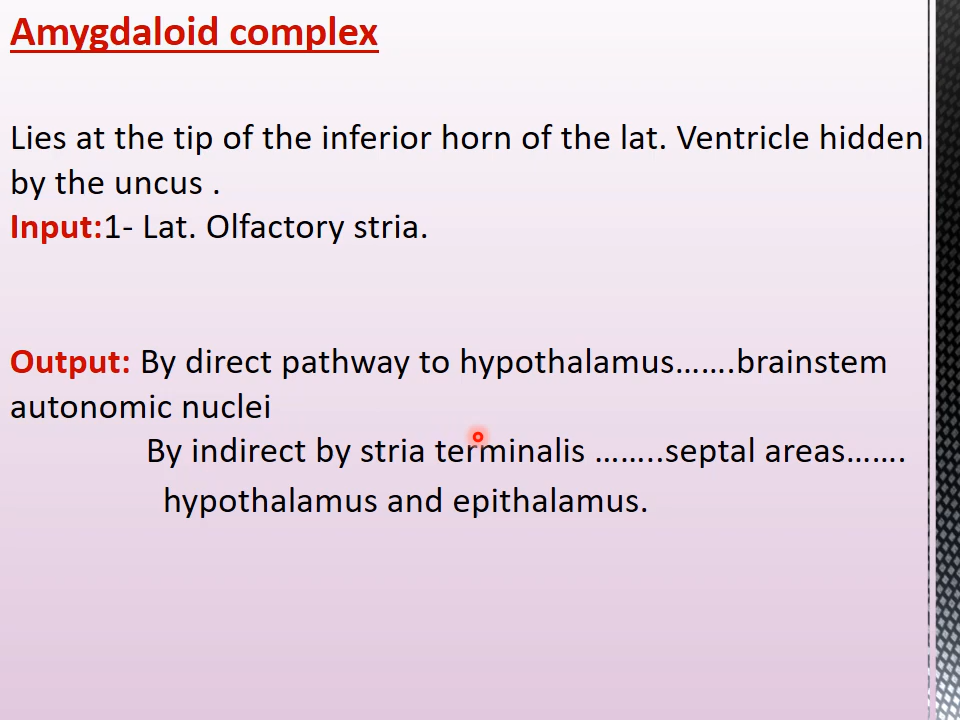 Amygdaloid complex
Lies at the tip of the inferior horn of the lat. Ventricle hidden
by the uncus .
Input:1- Lat. Olfactory stria.
Output: By direct pathway to hypothalamus…….brainstem
autonomic nuclei
By indirect by stria terminalis ……..septal areas…….
hypothalamus and epithalamus.